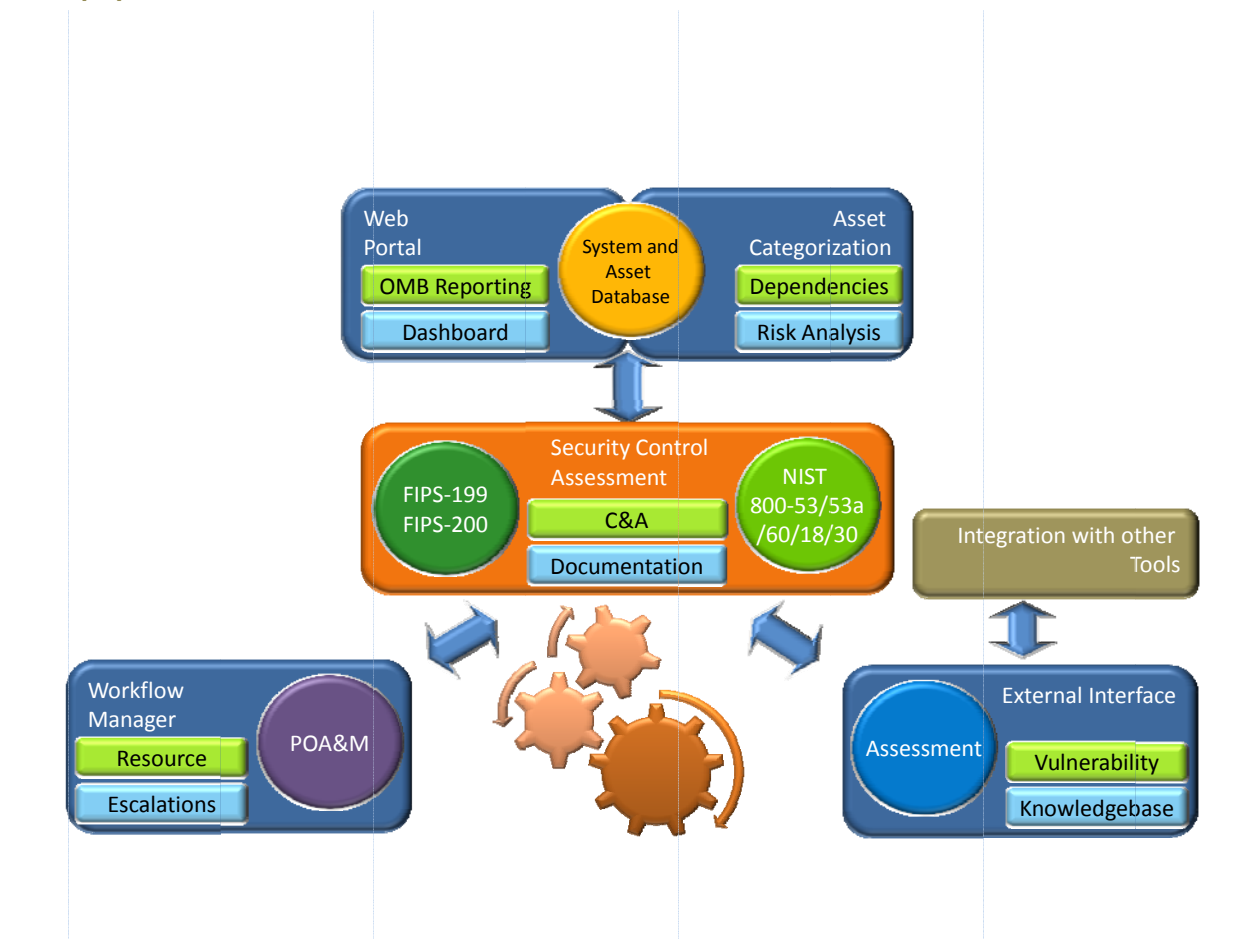 Web
Portal
OMB Reporting
Dashboard
System and
Asset
Database
Asset
Categorization
Dependencies
Risk Analysis
FIPS-199
FIPS-200
Security Control
Assessment
C&A
Documentation
NIST
800-53/53a
/60/18/30
Integration with other
Tools
Workflow
Manager
Resource
Escalations
POA&M
Assessment
External Interface
Vulnerability
Knowledgebase